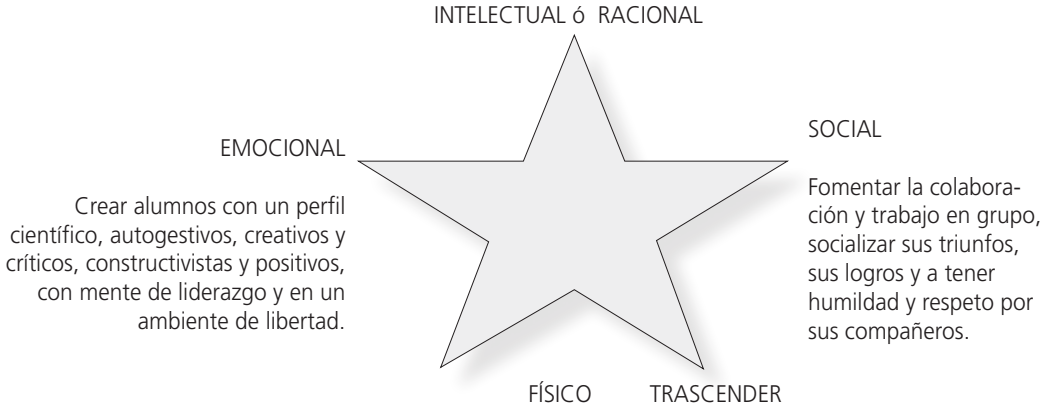 INTELECTUAL ó RACIONAL
EMOCIONAL
Crear alumnos con un perfil
científico, autogestivos, creativos y
críticos, constructivistas y positivos,
con mente de liderazgo y en un
ambiente de libertad.
SOCIAL
Fomentar la colabora-
ción y trabajo en grupo,
socializar sus triunfos,
sus logros y a tener
humildad y respeto por
sus compañeros.
FÍSICO
TRASCENDER